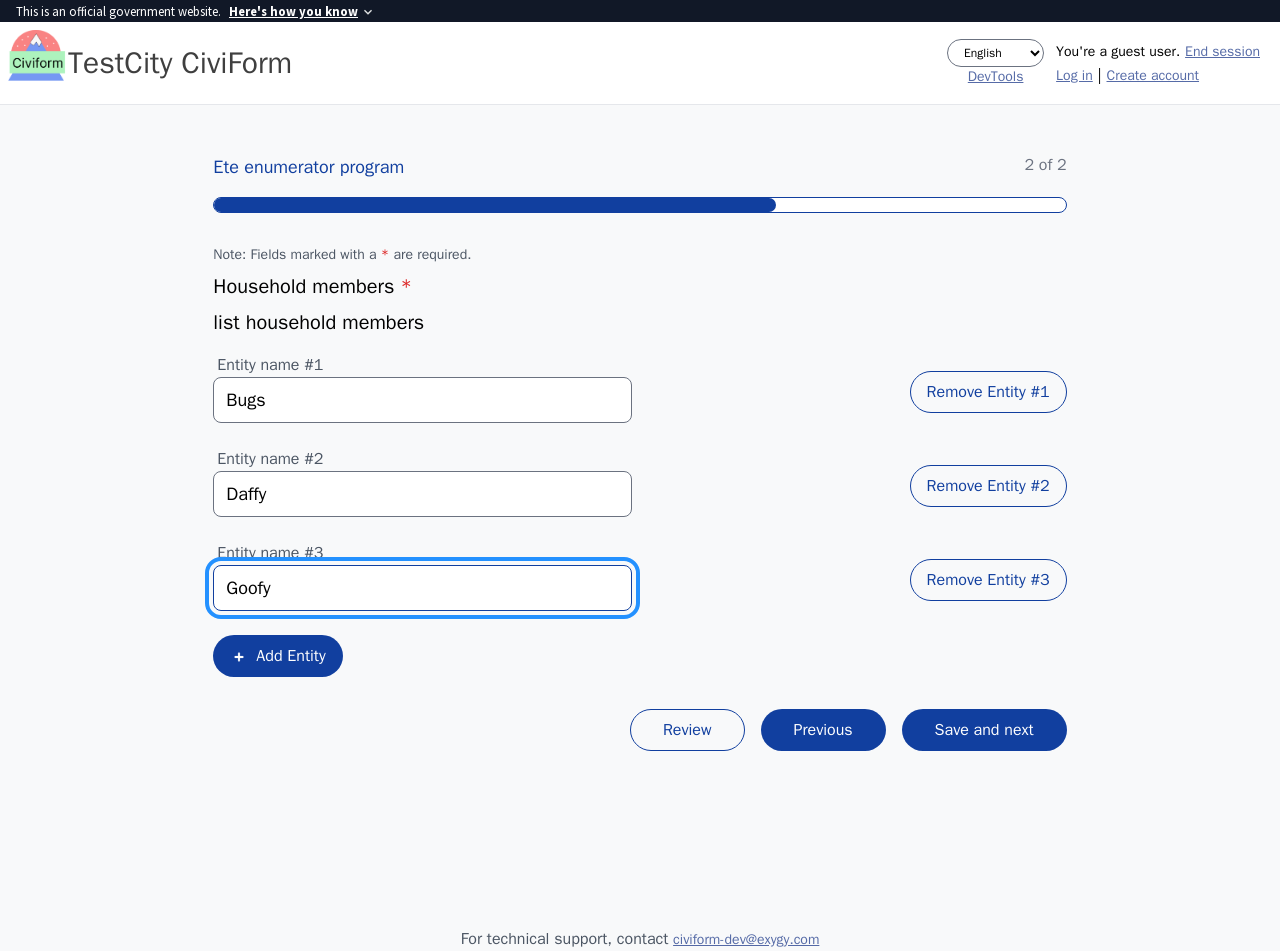 This is an official government website. Here's how you know
Civiform
TestCity CiviForm
English
DevTools
You're a guest user. End session
Log in | Create account
Ete enumerator program
2 of 2
Note: Fields marked with a * are required.
Household members *
list household members
Entity name #1
Bugs
Remove Entity #1
Entity name #2
Daffy
Remove Entity #2
Entity name #3
Goofy
Remove Entity #3
+ Add Entity
Review
Previous
Save and next
For technical support, contact civiform-dev@exygy.com